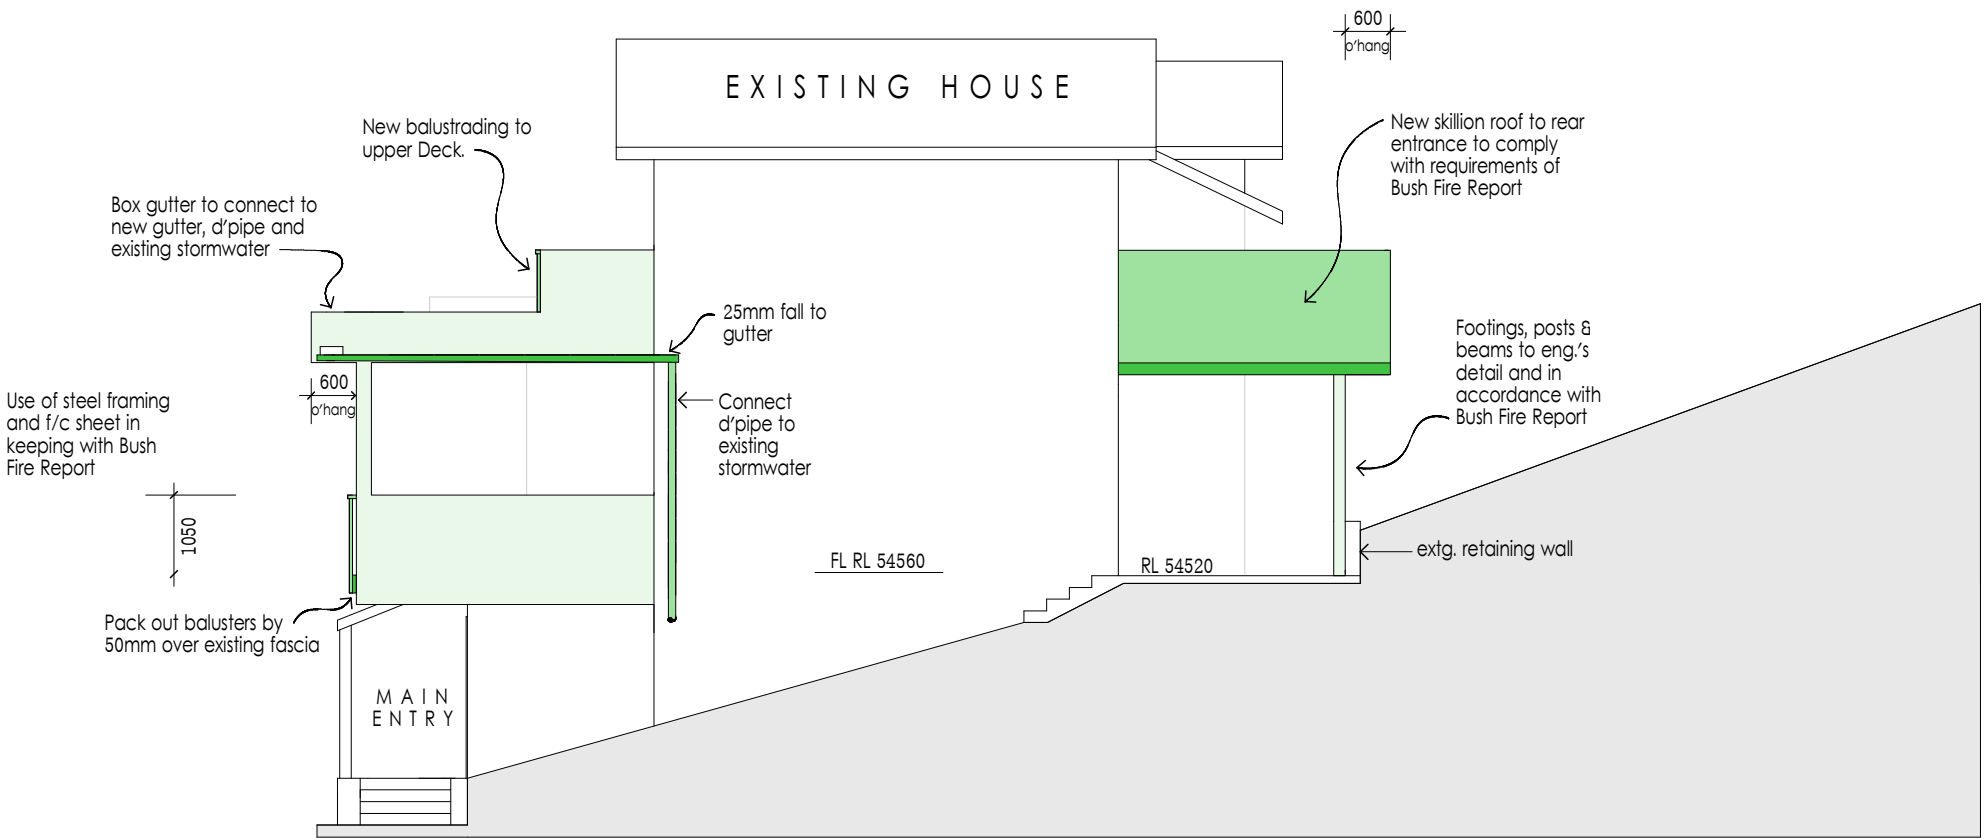 600
o'hang
EXISTING HOUSE
New balustrading to
upper Deck.
New skillion roof to rear
entrance to comply
with requirements of
Bush Fire Report
Box gutter to connect to
new gutter, d'pipe and
existing stormwater
25mm fall to
gutter
Footings, posts &
beams to eng.'s
detail and in
accordance with
Bush Fire Report
600
o'hang
Use of steel framing
and f/c sheet in
keeping with Bush
Fire Report
Connect
d'pipe to
existing
stormwater
1050
FL RL 54560
RL 54520
extg. retaining wall
Pack out balusters by
50mm over existing fascia
MAIN
ENTRY